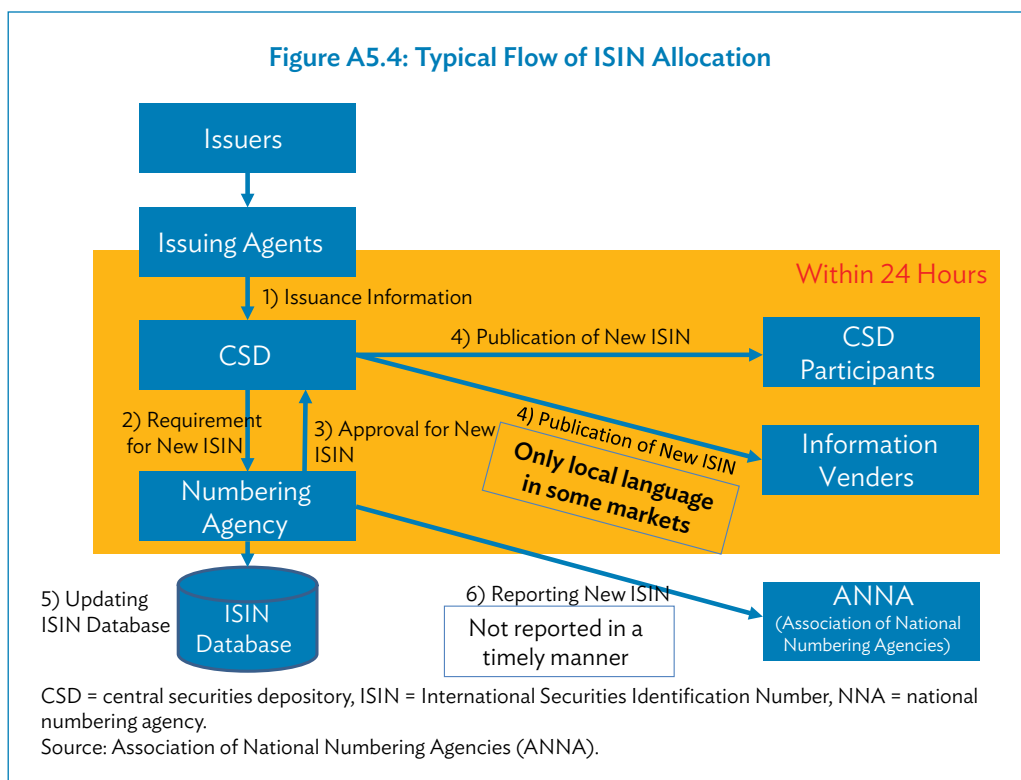 Figure A5.4: Typical Flow of ISIN Allocation
Issuers
Issuing Agents
Within 24 Hours
1) Issuance Information
CSD
4) Publication of New ISIN
CSD
Participants
2) Requirement
for New ISIN
3) Approval for New
ISIN
4) Publication of New ISIN
Only local language
in some markets
Information
Venders
Numbering
Agency
5) Updating
ISIN Database
ISIN
Database
6) Reporting New ISIN
Not reported in a
timely manner
ANNA
(Association of National
Numbering Agencies)
CSD = central securities depository, ISIN = International Securities Identification Number, NNA = national
numbering agency.
Source: Association of National Numbering Agencies (ANNA).